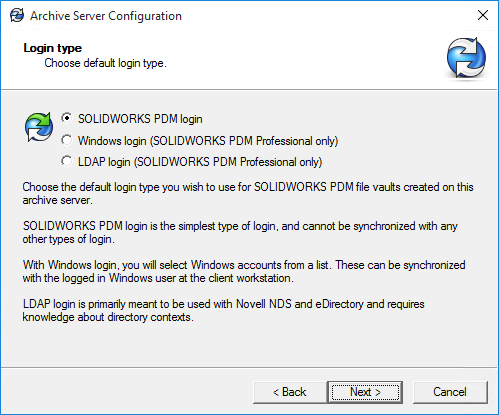 Archive Server Configuration
Login type
Choose default login type.
SOLIDWORKS PDM login
Windows login (SOLIDWORKS PDM Professional only)
LDAP login (SOLIDWORKS PDM Professional only)
Choose the default login type you wish to use for SOLIDWORKS PDM file vaults created on this
archive server.
SOLIDWORKS PDM login is the simplest type of login, and cannot be synchronized with any
other types of login.
With Windows login, you will select Windows accounts from a list. These can be synchronized
with the logged in Windows user at the client workstation.
LDAP login is primarily meant to be used with Novell NDS and eDirectory and requires
knowledge about directory contexts.
< Back
Next >
Cancel